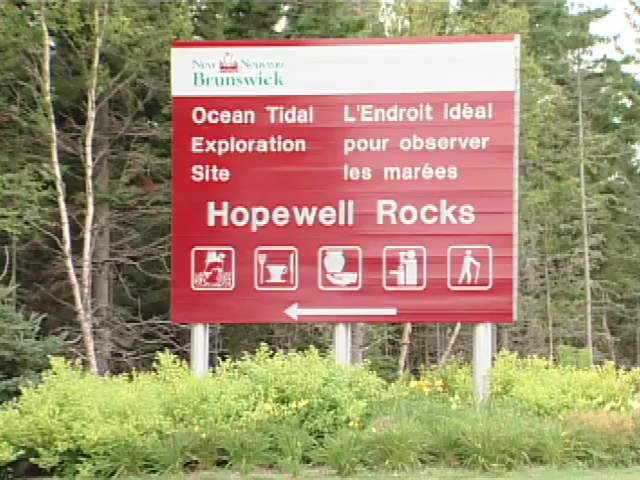 New Nouveau
Brunswick
Ocean Tidal
Exploration
Site
L'Endroit idéal
pour observer
les marées
Hopewell Rocks